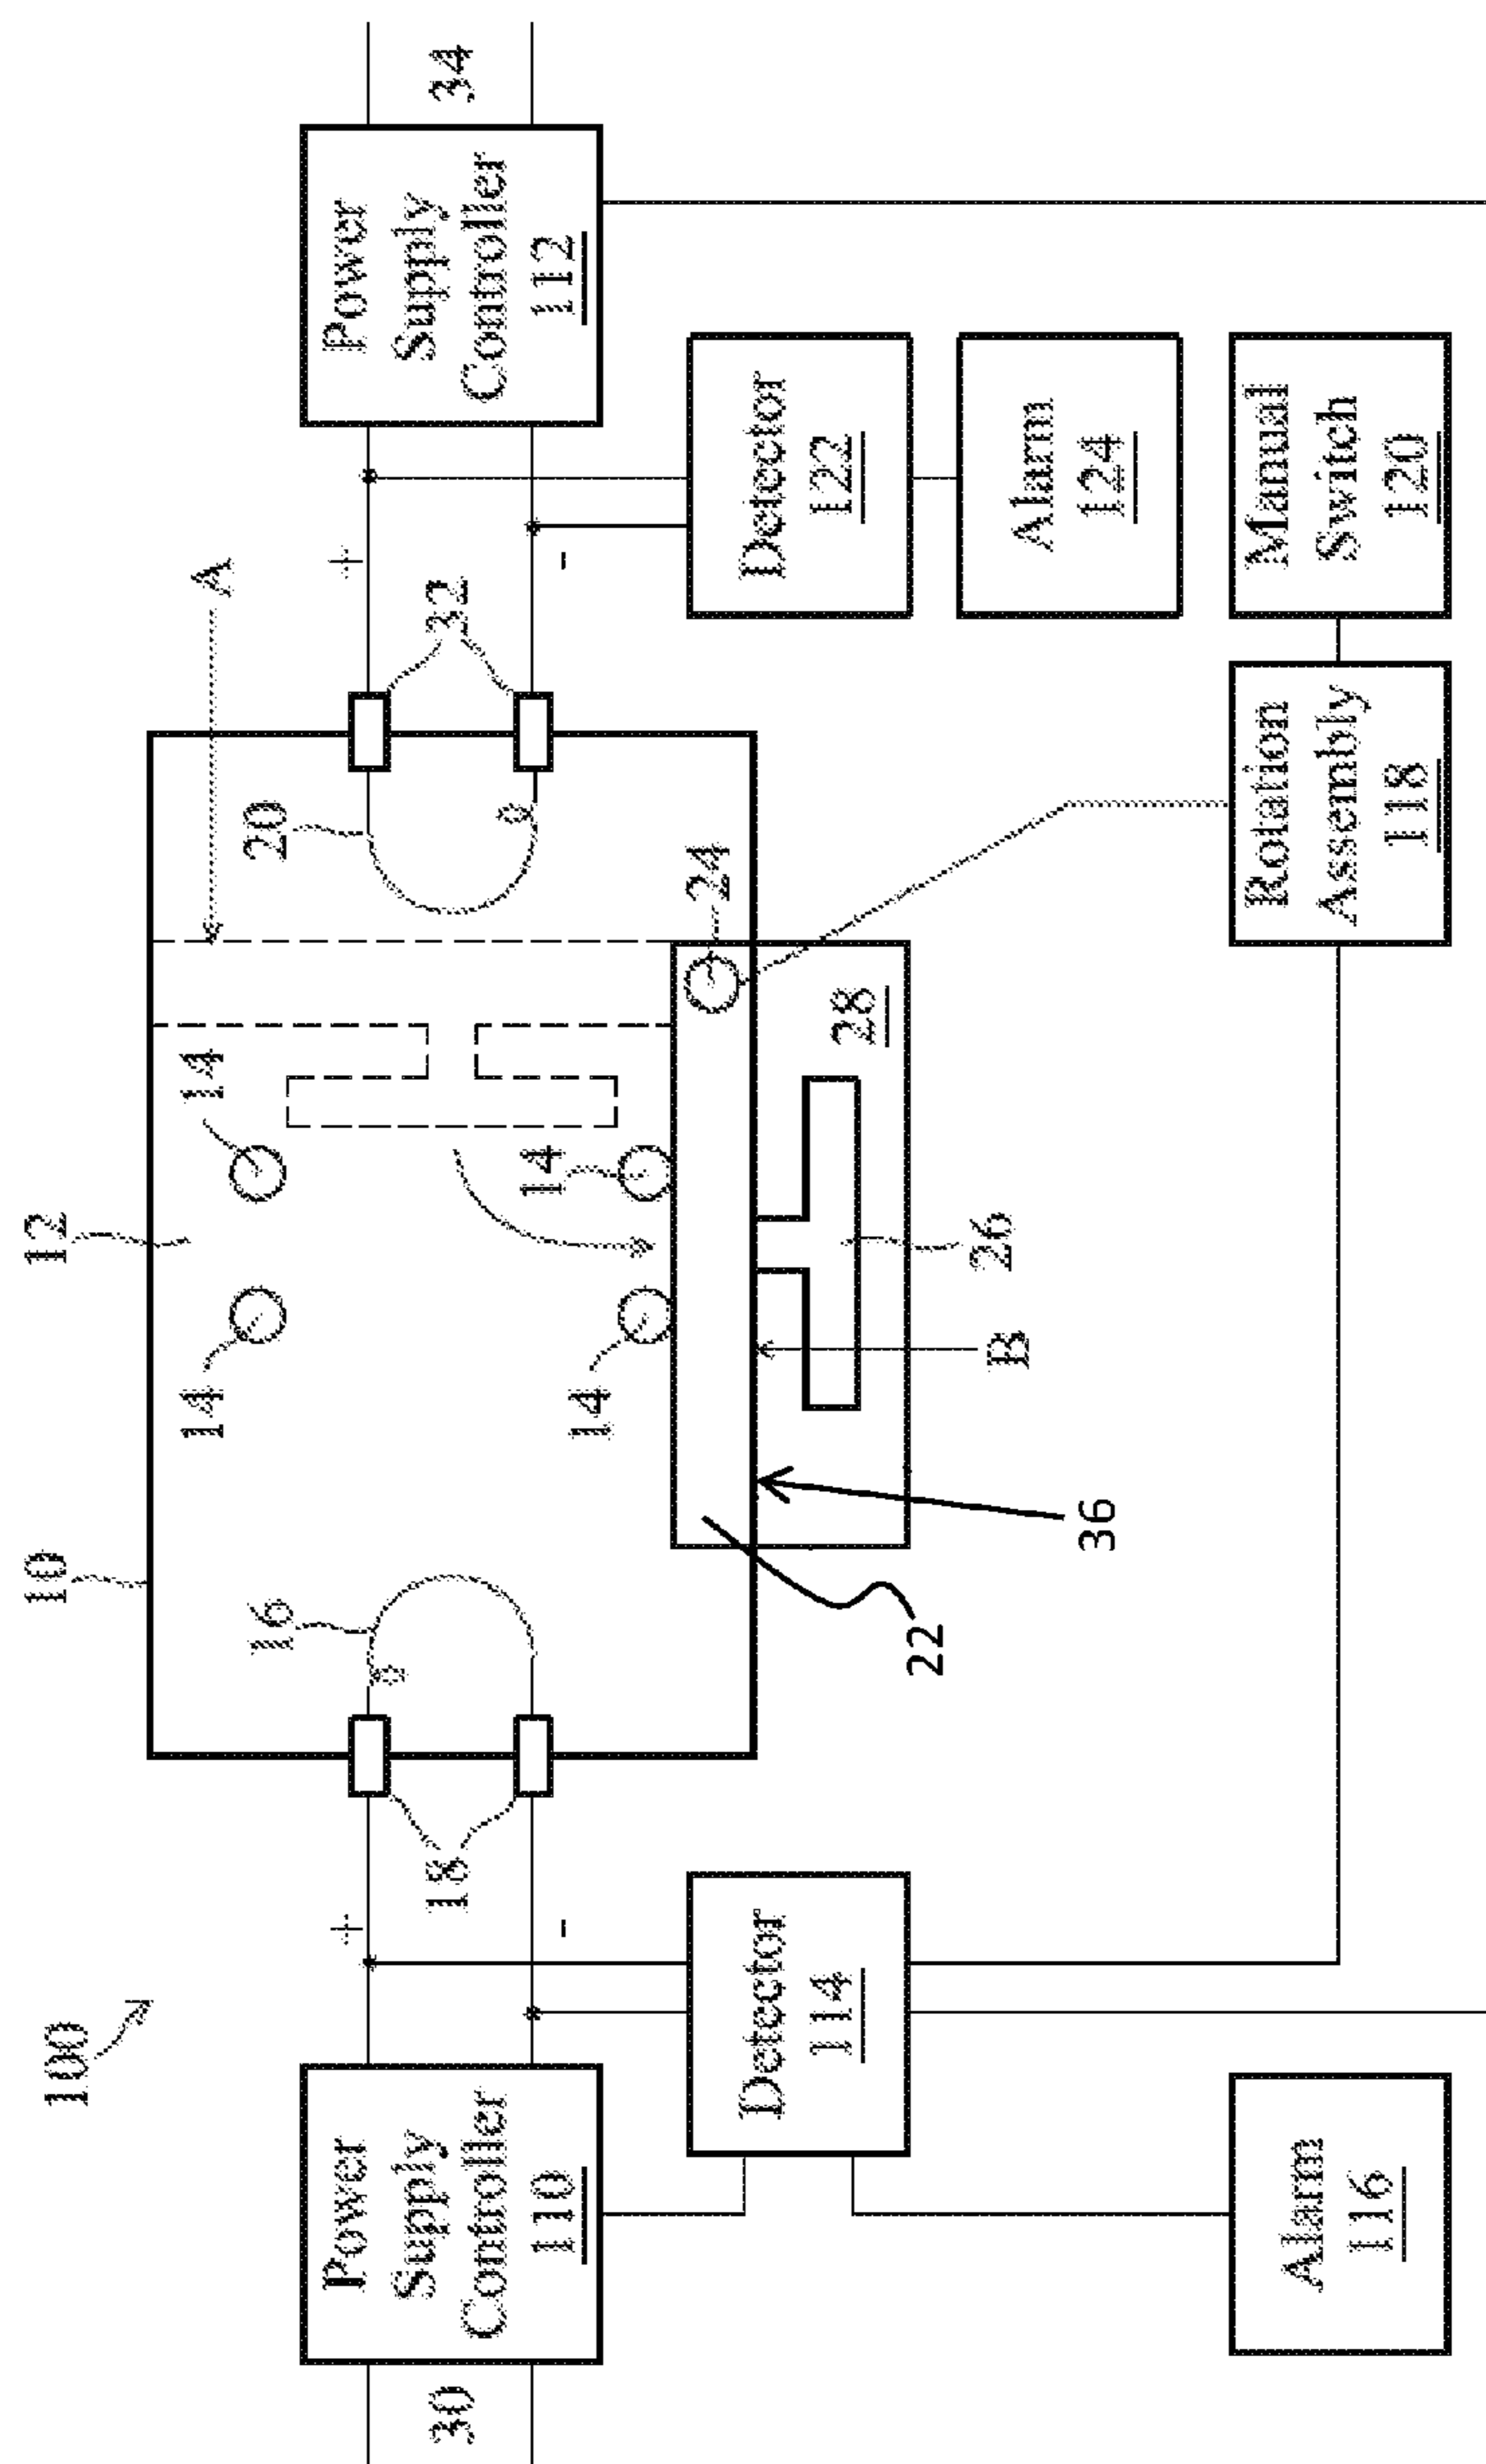 100
10
12
A
30
Power
Supply
Controller
110
+
-
18
16
14
14
14
14
20
24
32
+
-
Power
Supply
Controller
112
34
22
36
B
26
28
Detector
114
Detector
122
Alarm
124
Alarm
116
Rotation
Assembly
118
Manual
Switch
120